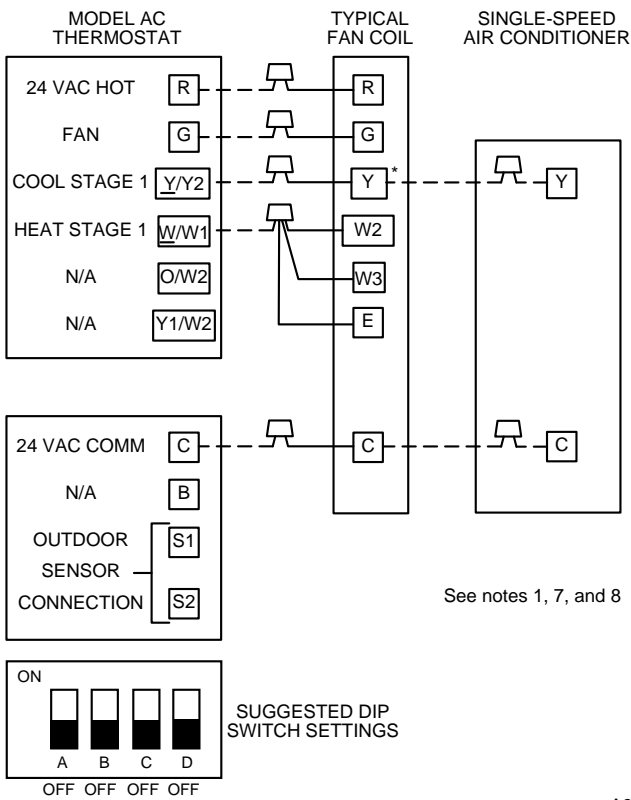 MODEL AC
THERMOSTAT
TYPICAL
FAN COIL
SINGLE-SPEED
AIR CONDITIONER
24 VAC HOT R R
FAN G G
COOL STAGE 1 Y/Y2 Y * Y
HEAT STAGE 1 W/W1 W2
N/A O/W2 W3
N/A Y1/W2 E
24 VAC COMM C C C
N/A B
OUTDOOR S1
SENSOR
CONNECTION S2
See notes 1, 7, and 8
ON
A B C D
OFF OFF OFF OFF
SUGGESTED DIP
SWITCH SETTINGS